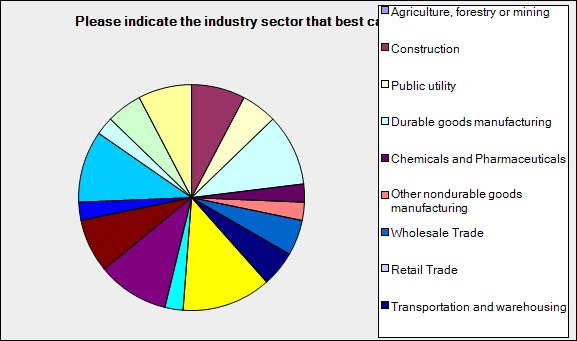 Please indicate the industry sector that best ca
Agriculture, forestry or mining
Construction
Public utility
Durable goods manufacturing
Chemicals and Pharmaceuticals
Other nondurable goods
manufacturing
Wholesale Trade
Retail Trade
Transportation and warehousing